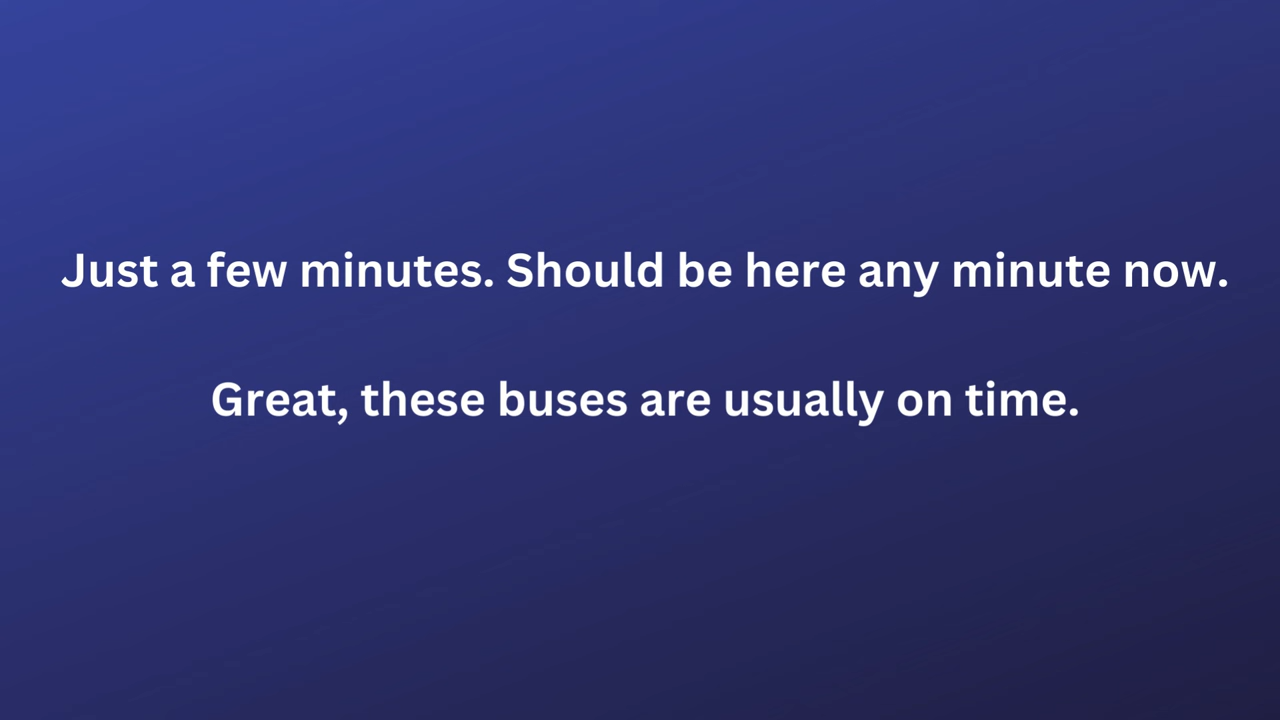 Just a few minutes. Should be here any minute now.
Great, these buses are usually on time.